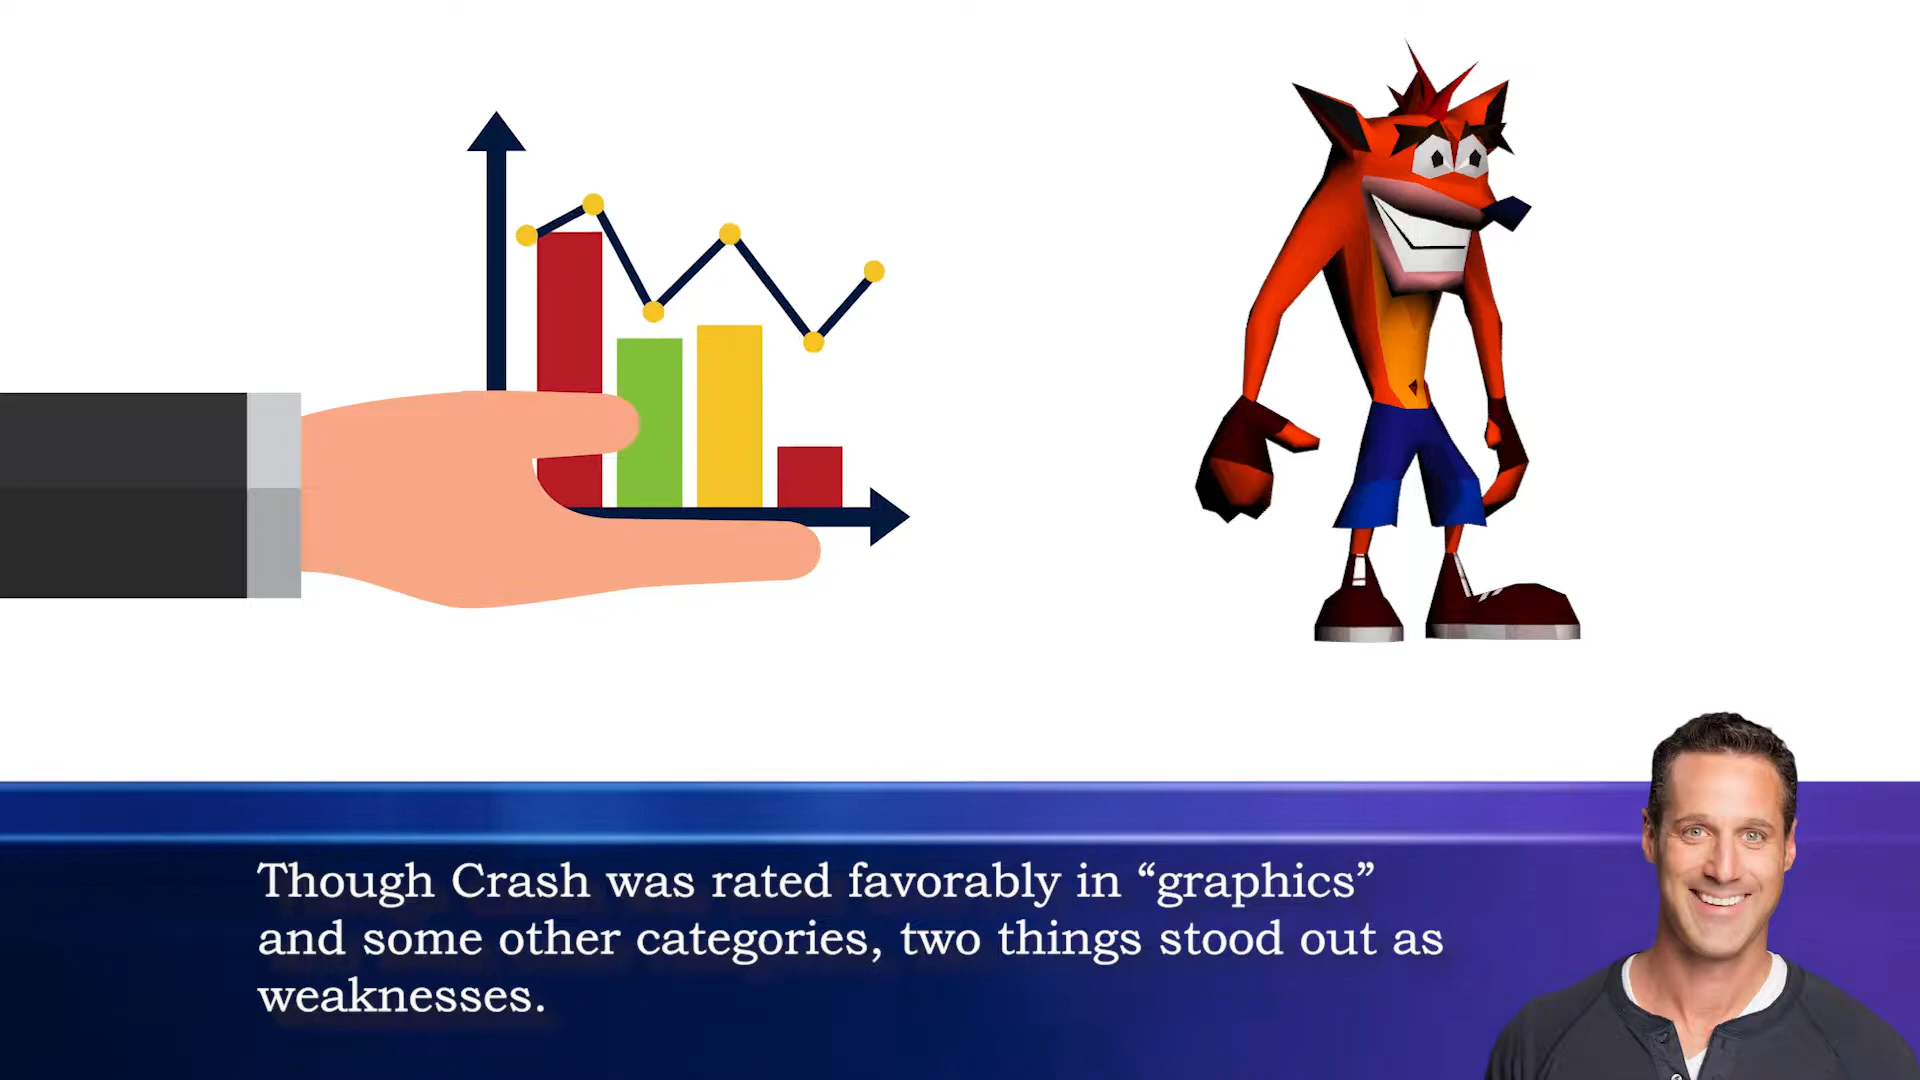 Though Crash was rated favorably in “graphics”
and some other categories, two things stood out as
weaknesses.